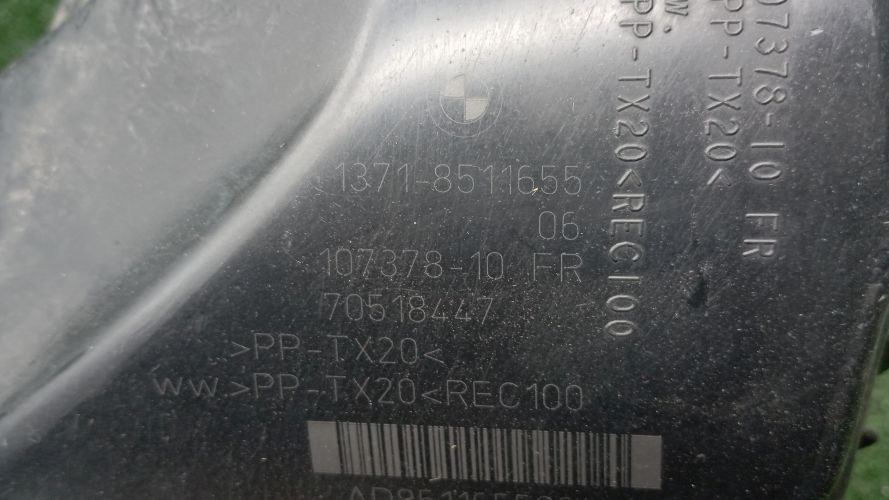 1371-8511655
06
107378-10 FR
70518447
>PP-TX20<
ww.>PP-TX20<REC100
07378-10 FR
PP-TX20<
w.
PP-TX20<REC100